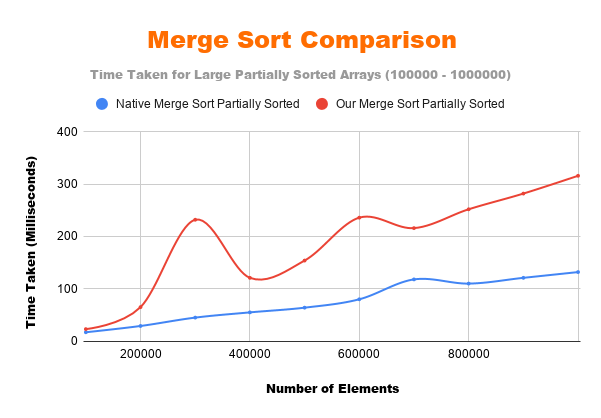 Merge Sort Comparison
Time Taken for Large Partially Sorted Arrays (100000 - 1000000)
Native Merge Sort Partially Sorted
Our Merge Sort Partially Sorted
Time Taken (Milliseconds)
400
300
200
100
0
200000
400000
600000
800000
Number of Elements